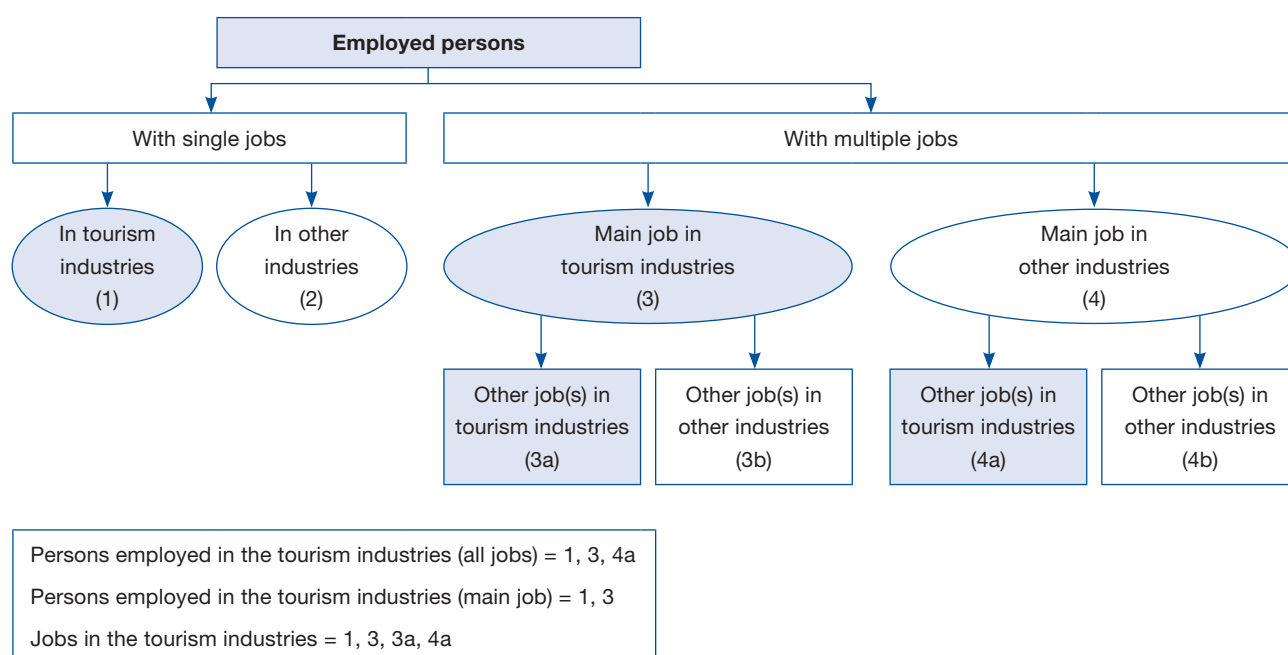 Employed persons
With single jobs
With multiple jobs
In tourism
industries
(1)
In other
industries
(2)
Main job in
tourism industries
(3)
Main job in
other industries
(4)
Other job(s) in
tourism industries
(3a)
Other job(s) in
other industries
(3b)
Other job(s) in
tourism industries
(4a)
Other job(s) in
other industries
(4b)
Persons employed in the tourism industries (all jobs) = 1, 3, 4a
Persons employed in the tourism industries (main job) = 1, 3
Jobs in the tourism industries = 1, 3, 3a, 4a